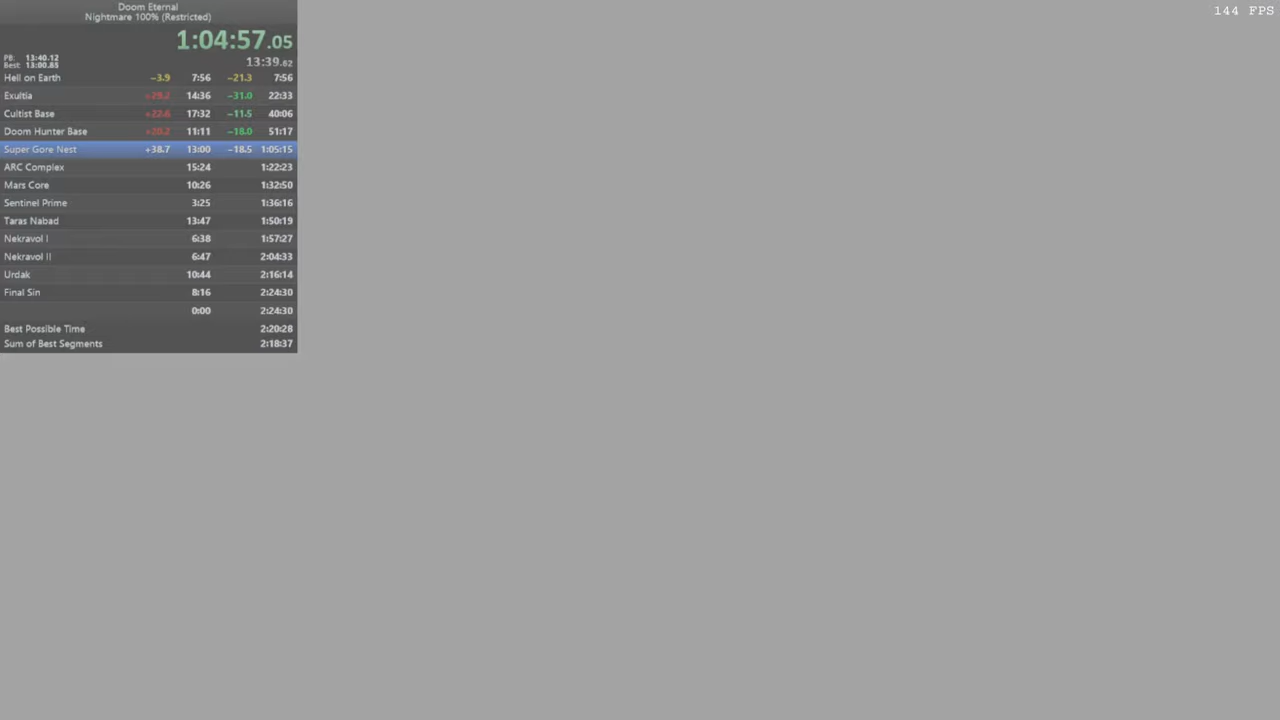 Doom Eternal
Nightmare 100% (Restricted)
144 FPS
1:04:57.05
PB: 13:40.12 13:39.62
Best: 13:00.85
Hell on Earth −3.9 7:56 −21.3 7:56
Exultia +29.2 14:36 −31.0 22:33
Cultist Base +22.6 17:32 −11.5 40:06
Doom Hunter Base +20.2 11:11 −18.0 51:17
Super Gore Nest +38.7 13:00 −18.5 1:05:15
ARC Complex 15:24 1:22:23
Mars Core 10:26 1:32:50
Sentinel Prime 3:25 1:36:16
Taras Nabad 13:47 1:50:19
Nekravol I 6:38 1:57:27
Nekravol II 6:47 2:04:33
Urdak 10:44 2:16:14
Final Sin 8:16 2:24:30
0:00 2:24:30
Best Possible Time 2:20:28
Sum of Best Segments 2:18:37